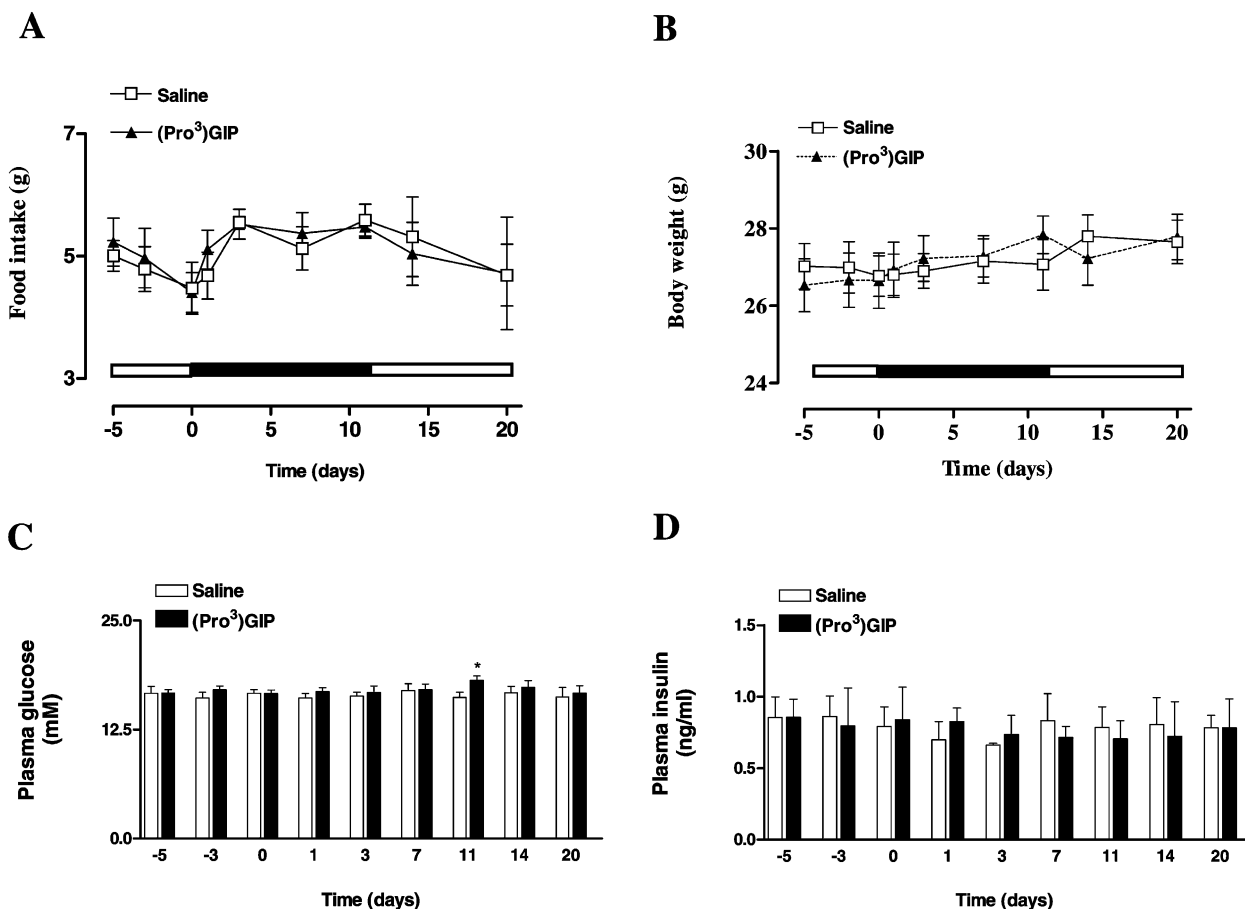 A
Saline
(Pro³)GIP
7
5
3
Food intake (g)
-5 0 5 10 15 20
Time (days)
B
Saline
(Pro³)GIP
30
28
26
24
Body weight (g)
-5 0 5 10 15 20
Time (days)
C
Saline
(Pro³)GIP
25.0
12.5
0.0
Plasma glucose
(mM)
*
-5 -3 0 1 3 7 11 14 20
Time (days)
D
Saline
(Pro³)GIP
1.5
1.0
0.5
0.0
Plasma insulin
(ng/ml)
-5 -3 0 1 3 7 11 14 20
Time (days)